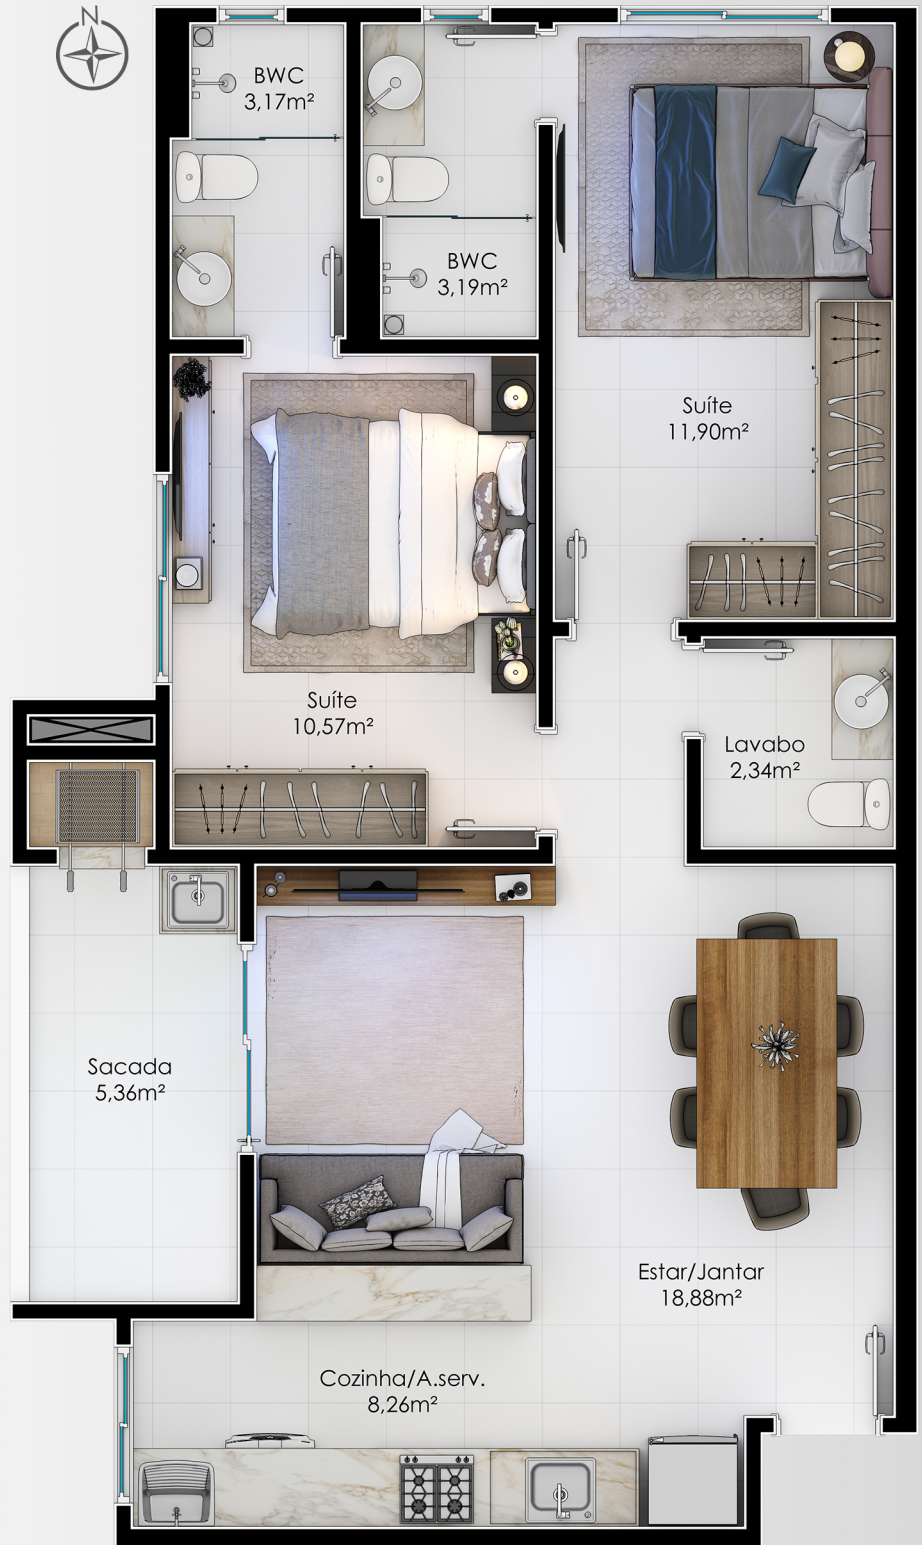 N
BWC
3,17m²
BWC
3,19m²
Suíte
11,90m²
Suíte
10,57m²
Lavabo
2,34m²
Sacada
5,36m²
Estar/Jantar
18,88m²
Cozinha/A.serv.
8,26m²